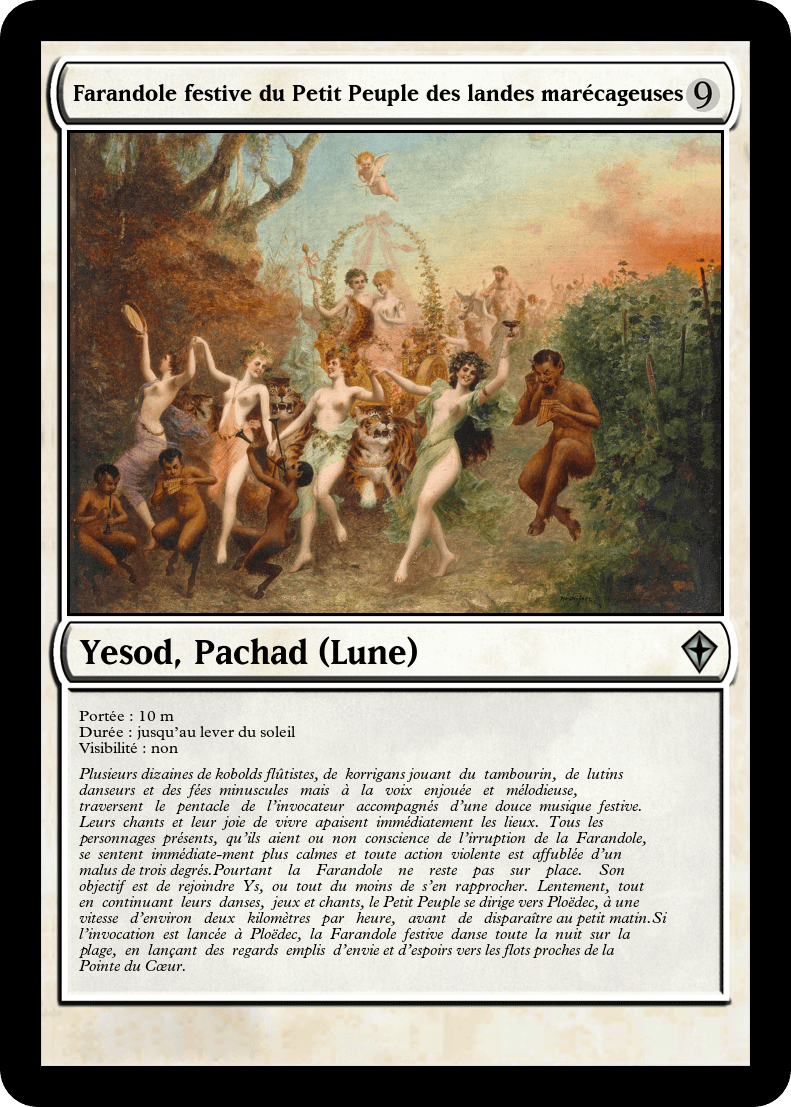 Farandole festive du Petit Peuple des landes marécageuses 9
Yesod, Pachad (Lune)
Portée : 10 m
Durée : jusqu'au lever du soleil
Visibilité : non
Plusieurs dizaines de kobolds flûtistes, de korrigans jouant du tambourin, de lutins
danseurs et des fées minuscules mais à la voix enjouée et mélodieuse,
traversent le pentacle de l'invocateur accompagnés d'une douce musique festive.
Leurs chants et leur joie de vivre apaisent immédiatement les lieux. Tous les
personnages présents, qu'ils aient ou non conscience de l'irruption de la Farandole,
se sentent immédiate-ment plus calmes et toute action violente est affublée d'un
malus de trois degrés.Pourtant la Farandole ne reste pas sur place. Son
objectif est de rejoindre Ys, ou tout du moins de s'en rapprocher. Lentement, tout
en continuant leurs danses, jeux et chants, le Petit Peuple se dirige vers Ploëdec, à une
vitesse d'environ deux kilomètres par heure, avant de disparaître au petit matin.Si
l'invocation est lancée à Ploëdec, la Farandole festive danse toute la nuit sur la
plage, en lançant des regards emplis d'envie et d'espoirs vers les flots proches de la
Pointe du Cœur.